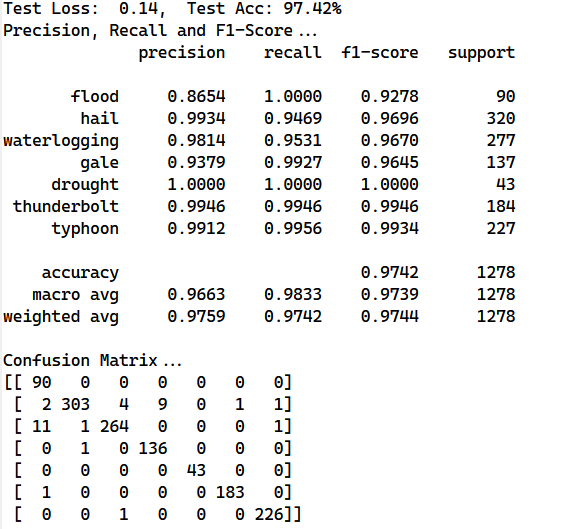 Test Loss:  0.14,  Test Acc: 97.42%
Precision, Recall and F1-Score...
              precision    recall  f1-score   support

       flood     0.8654    1.0000    0.9278        90
        hail     0.9934    0.9469    0.9696       320
waterlogging     0.9814    0.9531    0.9670       277
        gale     0.9379    0.9927    0.9645       137
     drought     1.0000    1.0000    1.0000        43
 thunderbolt     0.9946    0.9946    0.9946       184
     typhoon     0.9912    0.9956    0.9934       227

    accuracy                         0.9742      1278
   macro avg     0.9663    0.9833    0.9739      1278
weighted avg     0.9759    0.9742    0.9744      1278

Confusion Matrix...
[[ 90   0   0   0   0   0   0]
 [  2 303   4   9   0   1   1]
 [ 11   1 264   0   0   0   1]
 [  0   1   0 136   0   0   0]
 [  0   0   0   0  43   0   0]
 [  1   0   0   0   0 183   0]
 [  0   0   1   0   0   0 226]]